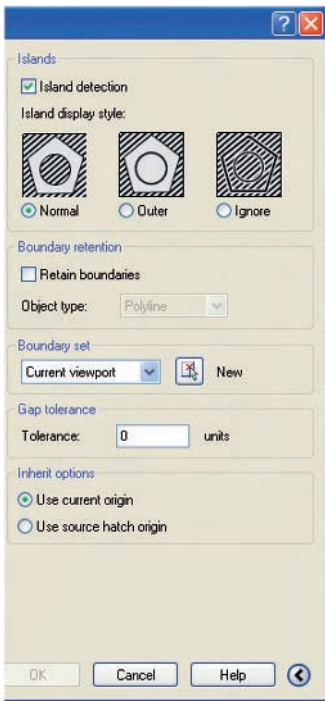 Islands
Island detection
Island display style:
Normal Outer Ignore
Boundary retention
Retain boundaries
Object type: Polyline
Boundary set
Current viewport New
Gap tolerance
Tolerance: 0 units
Inherit options
Use current origin
Use source hatch origin
OK Cancel Help